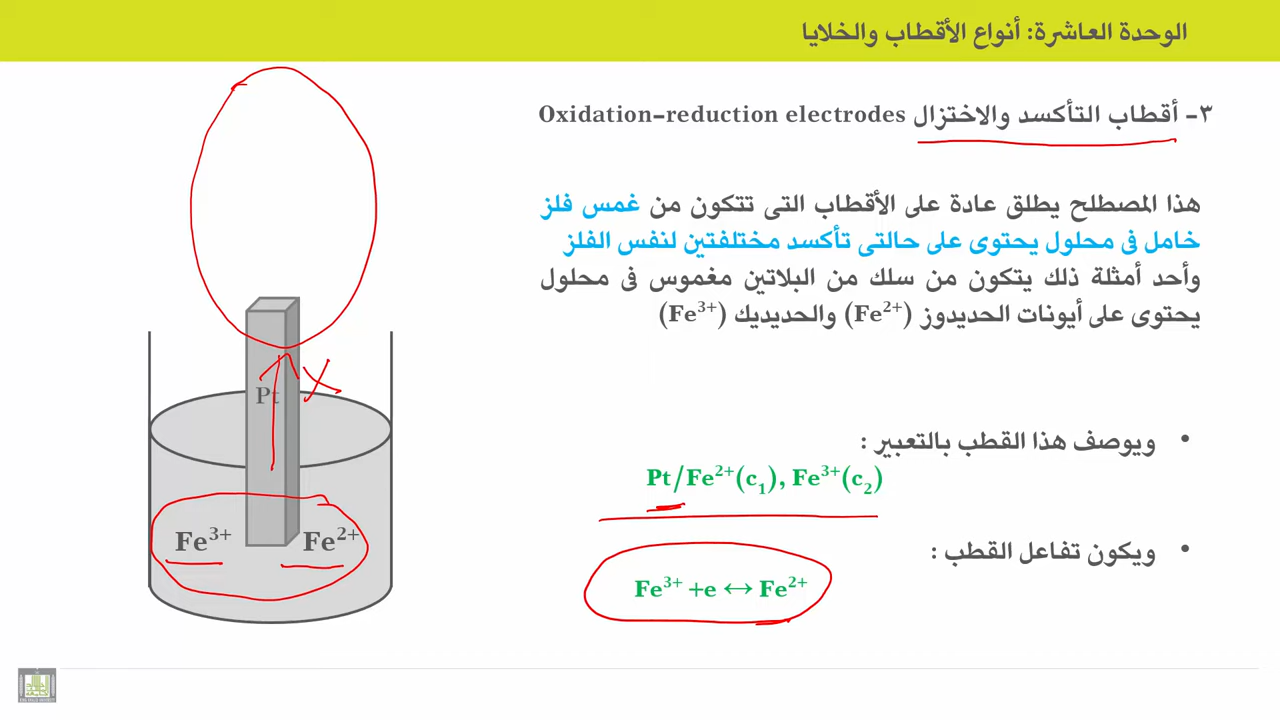 الوحدة العاشرة: أنواع الأقطاب والخلايا
٣- أقطاب التأكسد والاختزال Oxidation-reduction electrodes
هذا المصطلح يطلق عادة على الأقطاب التى تتكون من غمس فلز
خامل فى محلول يحتوى على حالتى تأكسد مختلفتين لنفس الفلز
وأحد أمثلة ذلك يتكون من سلك من البلاتين مغموس فى محلول
يحتوى على أيونات الحديدوز (Fe²⁺) والحديديك (Fe³⁺)
• ويوصف هذا القطب بالتعبير :
Pt/Fe²⁺(c₁), Fe³⁺(c₂)
• ويكون تفاعل القطب :
Fe³⁺ +e ↔ Fe²⁺
Pt
Fe³⁺ Fe²⁺